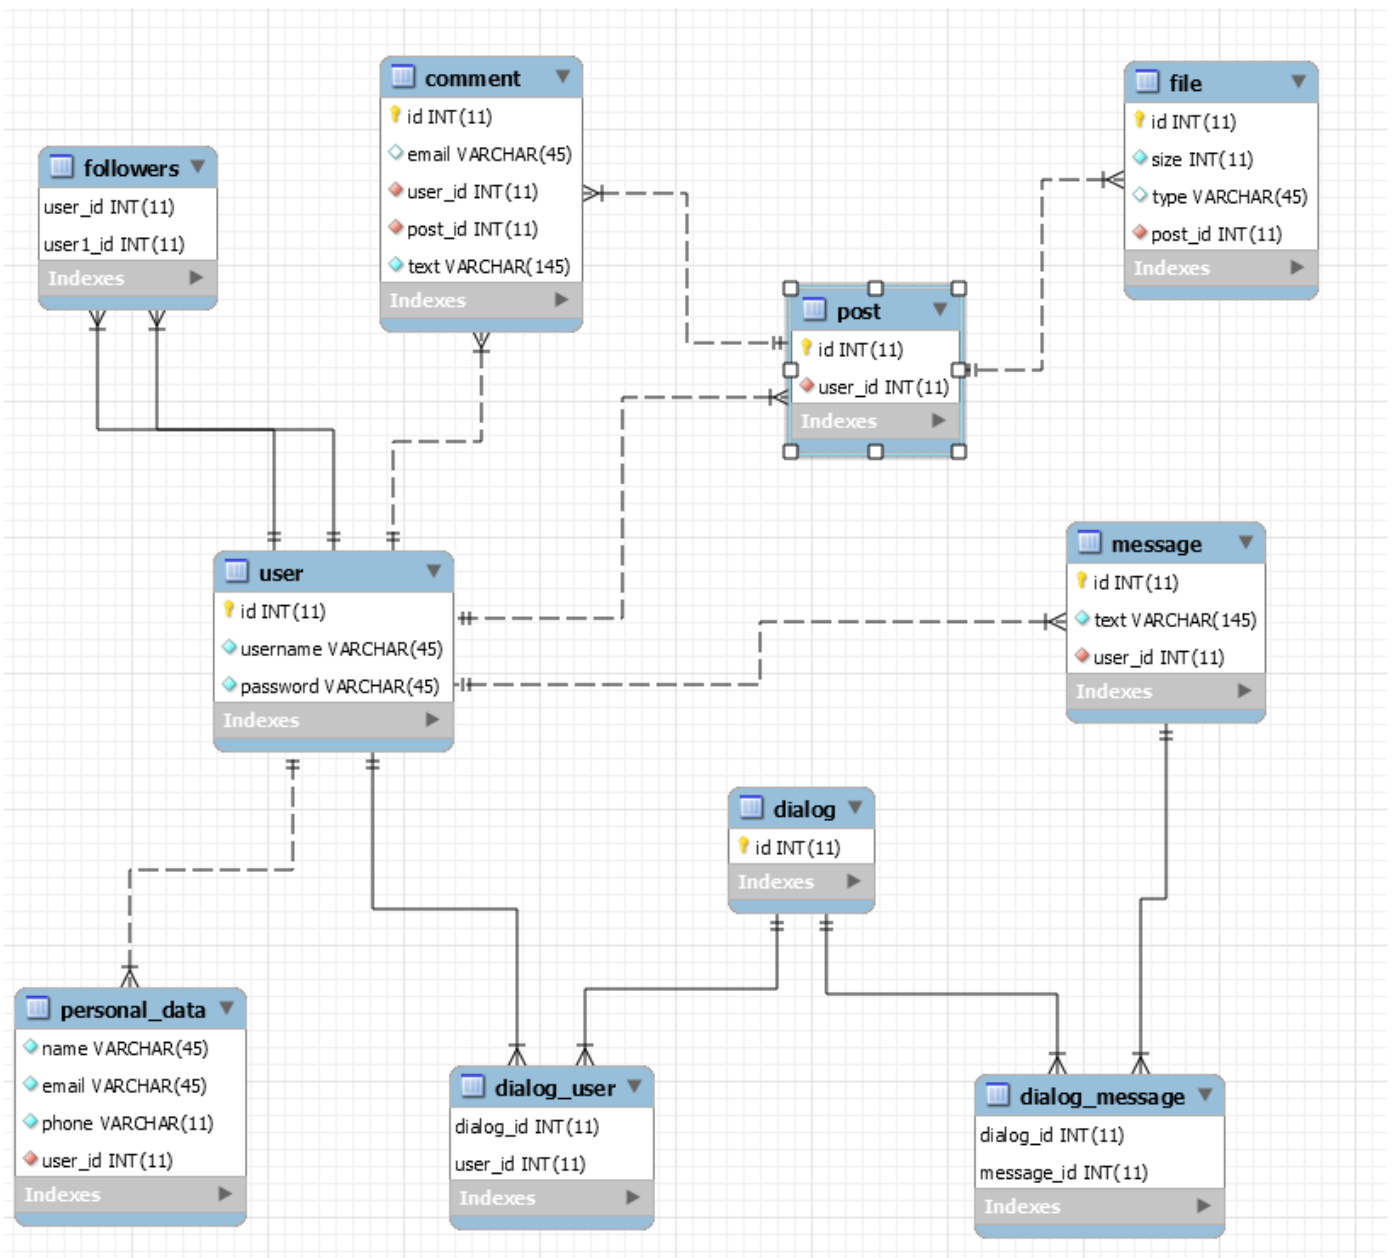 comment
id INT(11)
email VARCHAR(45)
user_id INT(11)
post_id INT(11)
text VARCHAR(145)
Indexes
file
id INT(11)
size INT(11)
type VARCHAR(45)
post_id INT(11)
Indexes
followers
user_id INT(11)
user1_id INT(11)
Indexes
post
id INT(11)
user_id INT(11)
Indexes
user
id INT(11)
username VARCHAR(45)
password VARCHAR(45)
Indexes
message
id INT(11)
text VARCHAR(145)
user_id INT(11)
Indexes
dialog
id INT(11)
Indexes
personal_data
name VARCHAR(45)
email VARCHAR(45)
phone VARCHAR(11)
user_id INT(11)
Indexes
dialog_user
dialog_id INT(11)
user_id INT(11)
Indexes
dialog_message
dialog_id INT(11)
message_id INT(11)
Indexes